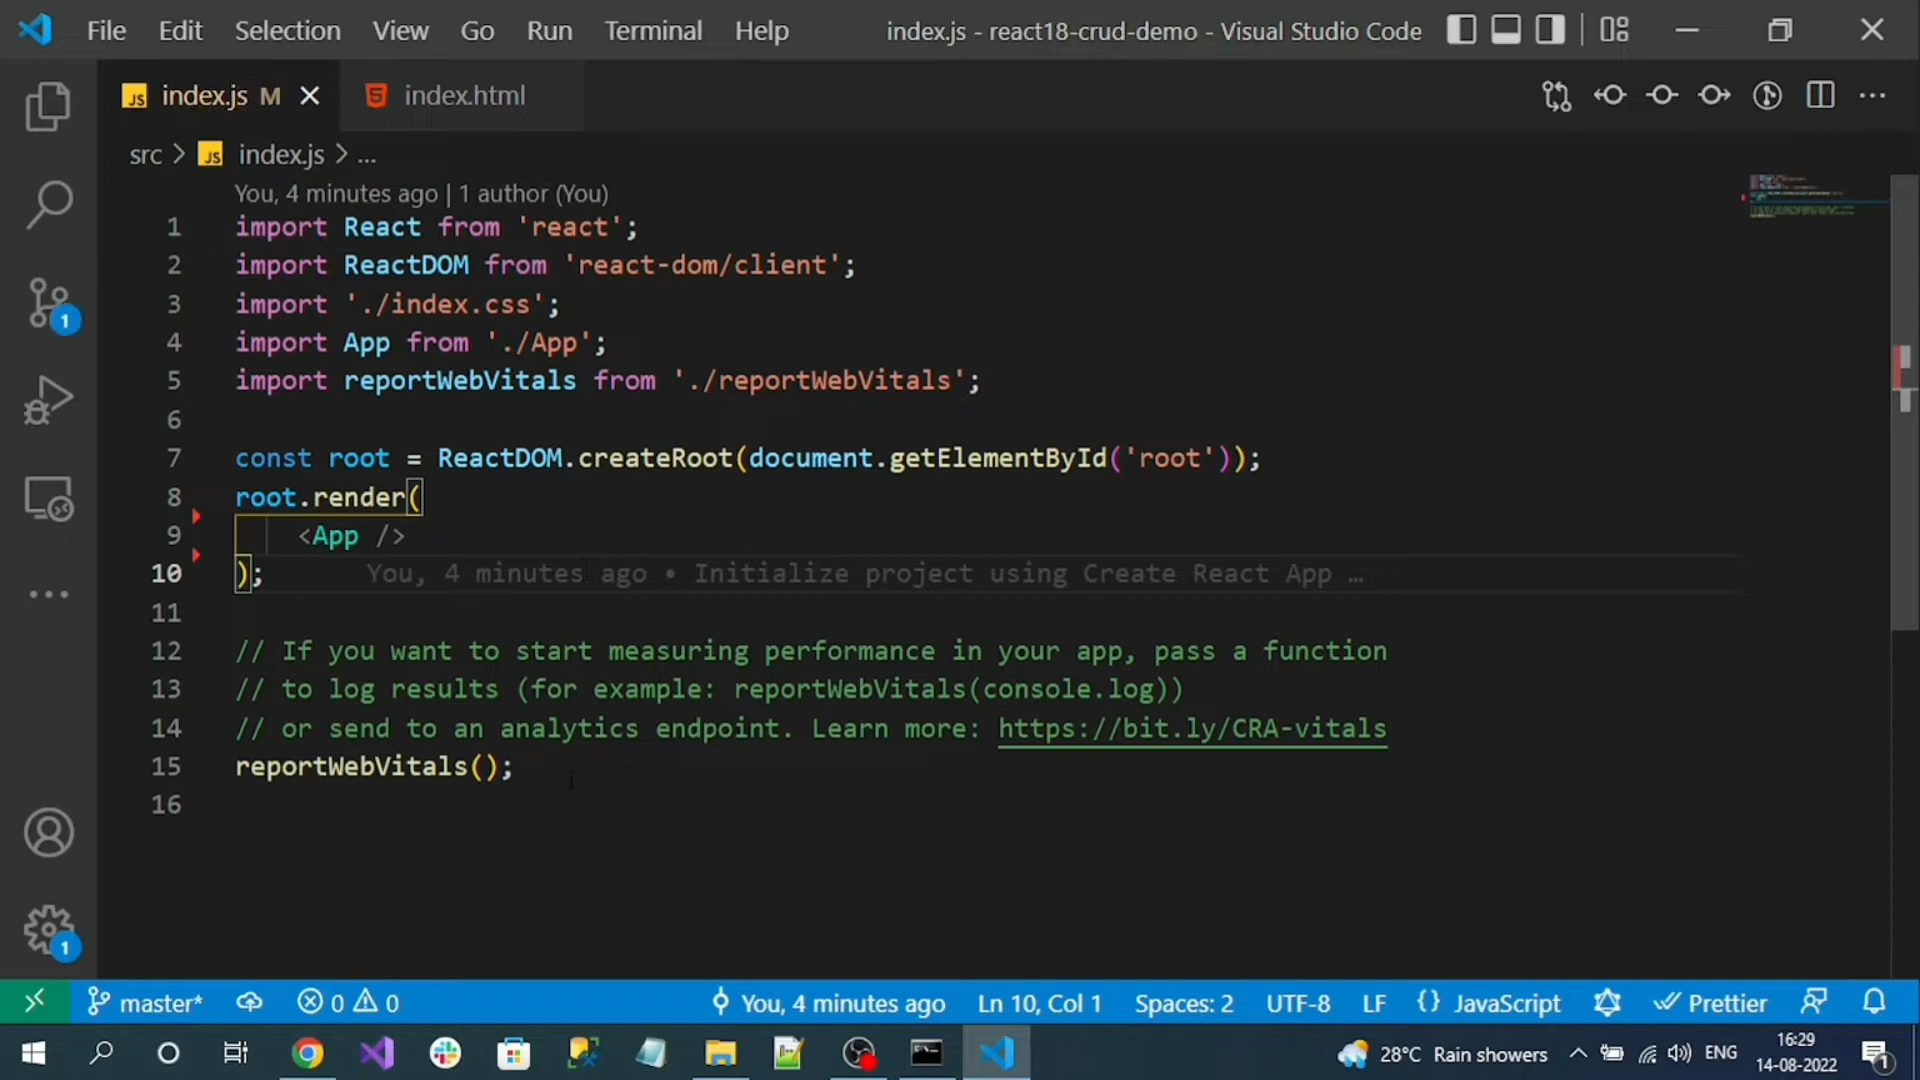 File Edit Selection View Go Run Terminal Help index.js - react18-crud-demo - Visual Studio Code
JS index.js M index.html
src > JS index.js > ...
You, 4 minutes ago | 1 author (You)
1 import React from 'react';
2 import ReactDOM from 'react-dom/client';
3 import './index.css';
4 import App from './App';
5 import reportWebVitals from './reportWebVitals';
6
7 const root = ReactDOM.createRoot(document.getElementById('root'));
8 root.render(
9 <App />
10 ); You, 4 minutes ago • Initialize project using Create React App …
11
12 // If you want to start measuring performance in your app, pass a function
13 // to log results (for example: reportWebVitals(console.log))
14 // or send to an analytics endpoint. Learn more: https://bit.ly/CRA-vitals
15 reportWebVitals();
16
1
1
master* 0 0 You, 4 minutes ago Ln 10, Col 1 Spaces: 2 UTF-8 LF {} JavaScript Prettier
28°C Rain showers ENG 16:29
14-08-2022 1